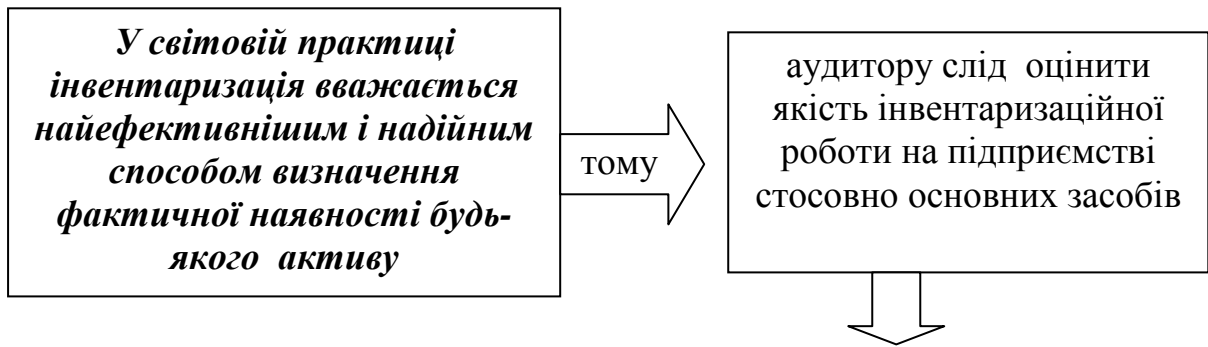 У світовій практиці
інвентаризація вважається
найефективнішим і надійним
способом визначення
фактичної наявності будь-
якого активу
тому
аудитору слід оцінити
якість інвентаризаційної
роботи на підприємстві
стосовно основних засобів